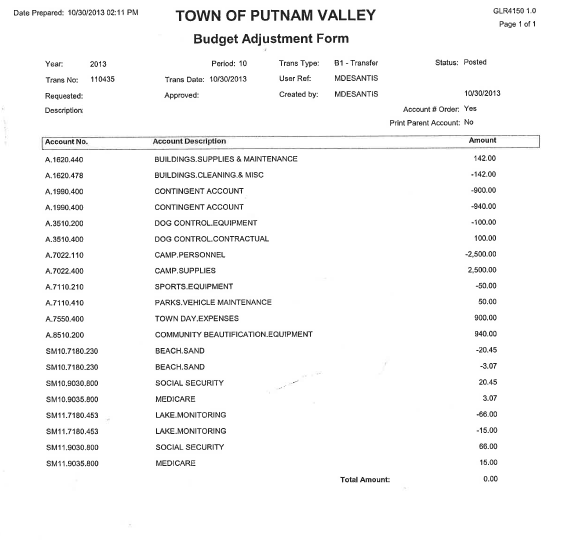 Date Prepared: 10/30/2013 02:11 PM TOWN OF PUTNAM VALLEY GLR4150 1.0
Page 1 of 1
Budget Adjustment Form
Year: 2013 Period: 10 Trans Type: B1 - Transfer Status: Posted
Trans No: 110435 Trans Date: 10/30/2013 User Ref: MDESANTIS
Requested: Approved: Created by: MDESANTIS 10/30/2013
Description: Account # Order: Yes
Print Parent Account: No
Account No. Account Description Amount
A.1620.440 BUILDINGS.SUPPLIES & MAINTENANCE 142.00
A.1620.478 BUILDINGS.CLEANING.& MISC -142.00
A.1990.400 CONTINGENT ACCOUNT -900.00
A.1990.400 CONTINGENT ACCOUNT -940.00
A.3510.200 DOG CONTROL.EQUIPMENT -100.00
A.3510.400 DOG CONTROL.CONTRACTUAL 100.00
A.7022.110 CAMP.PERSONNEL -2,500.00
A.7022.400 CAMP.SUPPLIES 2,500.00
A.7110.210 SPORTS.EQUIPMENT -50.00
A.7110.410 PARKS.VEHICLE MAINTENANCE 50.00
A.7550.400 TOWN DAY.EXPENSES 900.00
A.8510.200 COMMUNITY BEAUTIFICATION.EQUIPMENT 940.00
SM10.7180.230 BEACH.SAND -20.45
SM10.7180.230 BEACH.SAND -3.07
SM10.9030.800 SOCIAL SECURITY 20.45
SM10.9035.800 MEDICARE 3.07
SM11.7180.453 LAKE.MONITORING -66.00
SM11.7180.453 LAKE.MONITORING -15.00
SM11.9030.800 SOCIAL SECURITY 66.00
SM11.9035.800 MEDICARE 15.00
Total Amount: 0.00